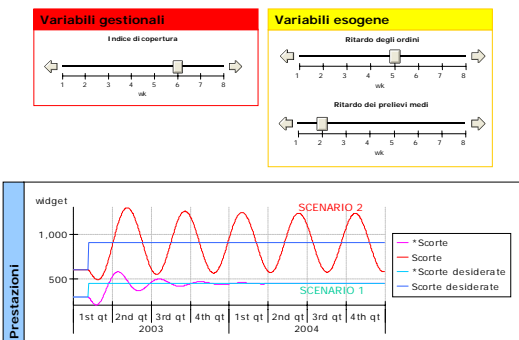 Variabili gestionali
Indice di copertura
1 2 3 4 5 6 7 8
wk
Variabili esogene
Ritardo degli ordini
1 2 3 4 5 6 7 8
wk
Ritardo dei prelievi medi
1 2 3 4 5 6 7 8
wk
Prestazioni
widget
1,000
500
SCENARIO 2
SCENARIO 1
1st qt 2nd qt 3rd qt 4th qt 1st qt 2nd qt 3rd qt 4th qt
2003 2004
*Scorte
Scorte
*Scorte desiderate
Scorte desiderate